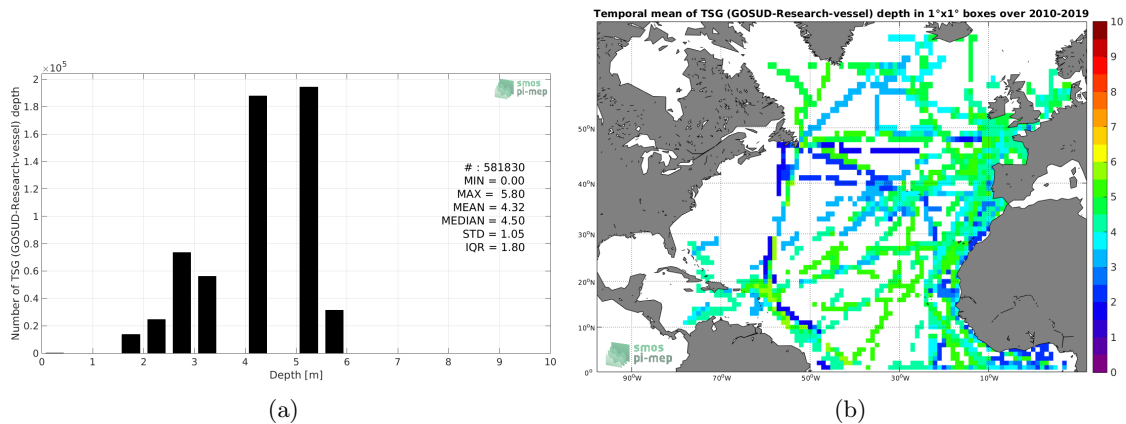 ×10⁵
2
1.8
1.6
1.4
1.2
1
0.8
0.6
0.4
0.2
0
Number of TSG (GOSUD-Research-vessel) depth
smos
pi-mep
# : 581830
MIN = 0.00
MAX = 5.80
MEAN = 4.32
MEDIAN = 4.50
STD = 1.05
IQR = 1.80
0 1 2 3 4 5 6 7 8 9 10
Depth [m]
(a)
Temporal mean of TSG (GOSUD-Research-vessel) depth in 1°x1° boxes over 2010-2019
50°N
40°N
30°N
20°N
10°N
0°
90°W 70°W 50°W 30°W 10°W
smos
pi-mep
10
9
8
7
6
5
4
3
2
1
0
(b)